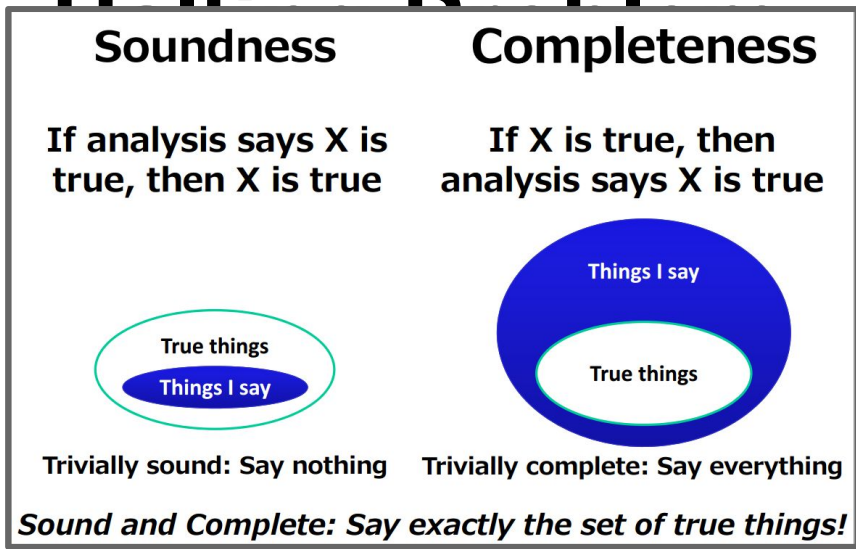 Soundness
If analysis says X is
true, then X is true
True things
Things I say
Trivially sound: Say nothing
Completeness
If X is true, then
analysis says X is true
Things I say
True things
Trivially complete: Say everything
Sound and Complete: Say exactly the set of true things!